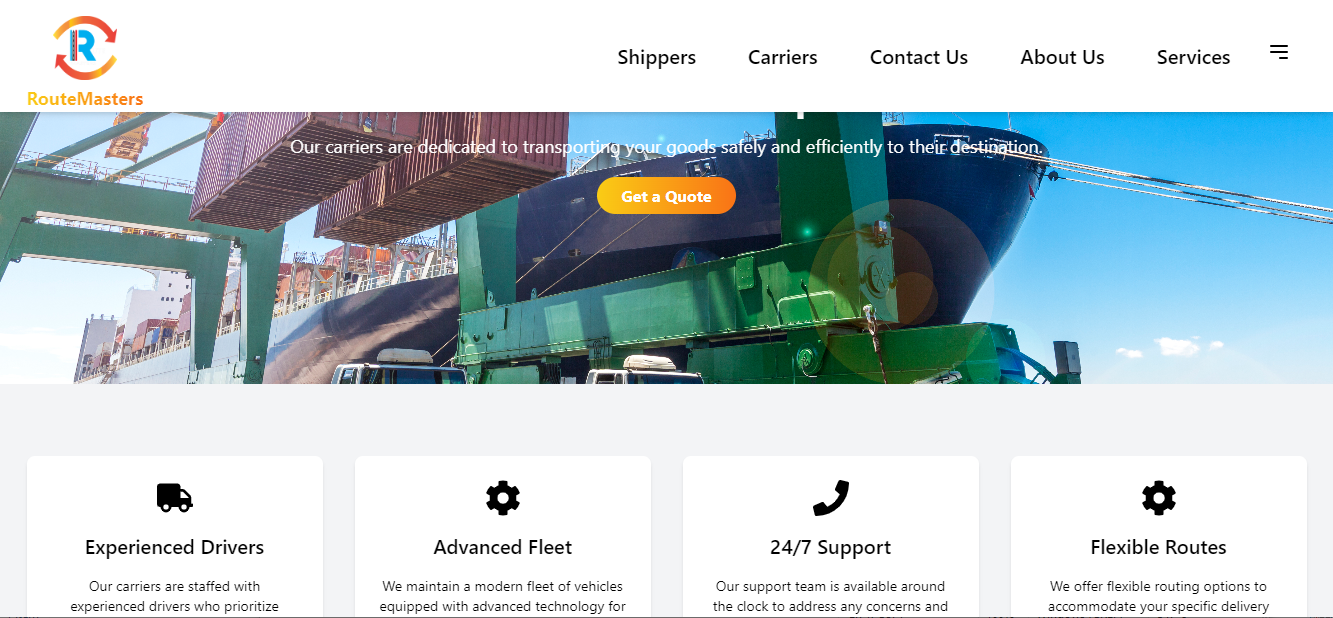 R
RouteMasters
Shippers
Carriers
Contact Us
About Us
Services
Our carriers are dedicated to transporting your goods safely and efficiently to their destination.
Get a Quote
Experienced Drivers
Advanced Fleet
24/7 Support
Flexible Routes
Our carriers are staffed with
experienced drivers who prioritize
We maintain a modern fleet of vehicles
equipped with advanced technology for
Our support team is available around
the clock to address any concerns and
We offer flexible routing options to
accommodate your specific delivery